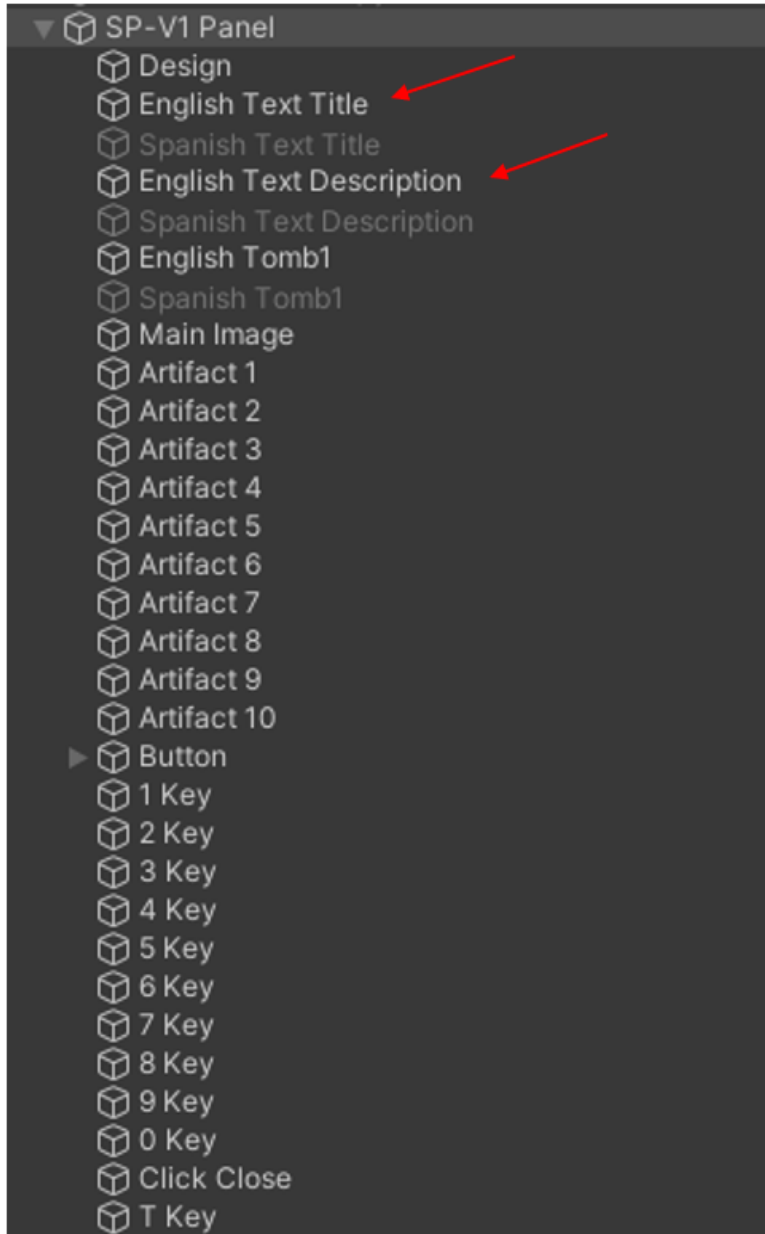 SP-V1 Panel
Design
English Text Title
Spanish Text Title
English Text Description
Spanish Text Description
English Tomb1
Spanish Tomb1
Main Image
Artifact 1
Artifact 2
Artifact 3
Artifact 4
Artifact 5
Artifact 6
Artifact 7
Artifact 8
Artifact 9
Artifact 10
Button
1 Key
2 Key
3 Key
4 Key
5 Key
6 Key
7 Key
8 Key
9 Key
0 Key
Click Close
T Key